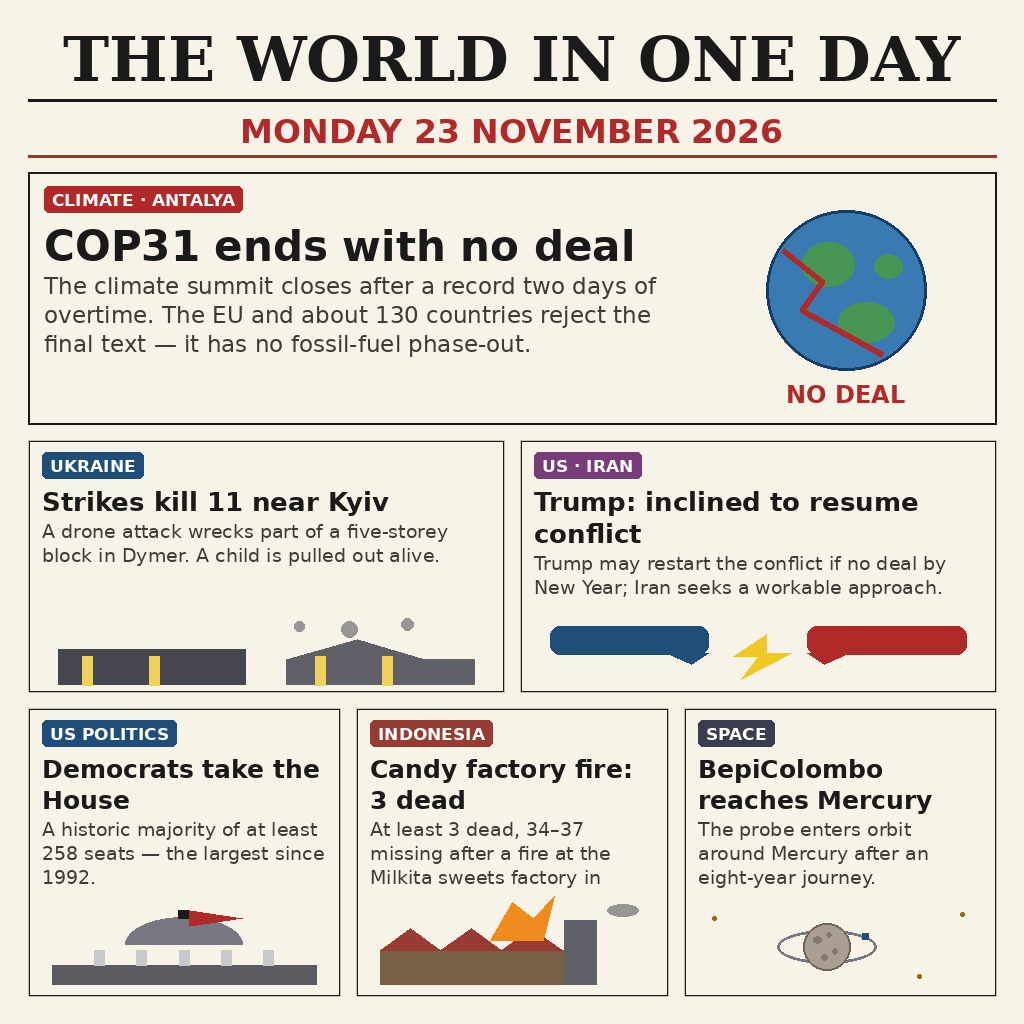 THE WORLD IN ONE DAY
MONDAY 23 NOVEMBER 2026
CLIMATE · ANTALYA
COP31 ends with no deal
The climate summit closes after a record two days of
overtime. The EU and about 130 countries reject the
final text — it has no fossil-fuel phase-out.
NO DEAL
UKRAINE
Strikes kill 11 near Kyiv
A drone attack wrecks part of a five-storey
block in Dymer. A child is pulled out alive.
US · IRAN
Trump: inclined to resume
conflict
Trump may restart the conflict if no deal by
New Year; Iran seeks a workable approach.
US POLITICS
Democrats take the
House
A historic majority of at least
258 seats — the largest since
1992.
INDONESIA
Candy factory fire:
3 dead
At least 3 dead, 34–37
missing after a fire at the
Milkita sweets factory in
SPACE
BepiColombo
reaches Mercury
The probe enters orbit
around Mercury after an
eight-year journey.